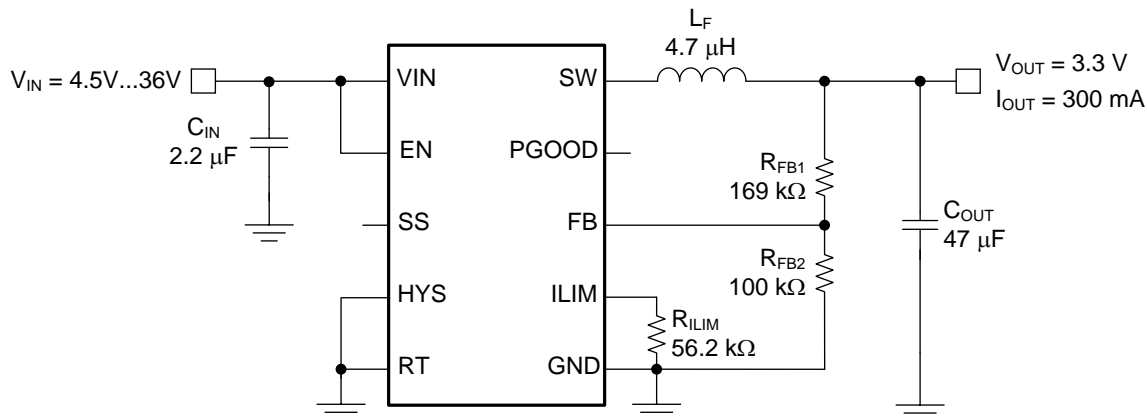 L_F
4.7 μH
V_IN = 4.5V...36V
VIN
SW
V_OUT = 3.3 V
I_OUT = 300 mA
C_IN
2.2 μF
EN
PGOOD
R_FB1
169 kΩ
SS
FB
C_OUT
47 μF
R_FB2
100 kΩ
HYS
ILIM
R_ILIM
56.2 kΩ
RT
GND